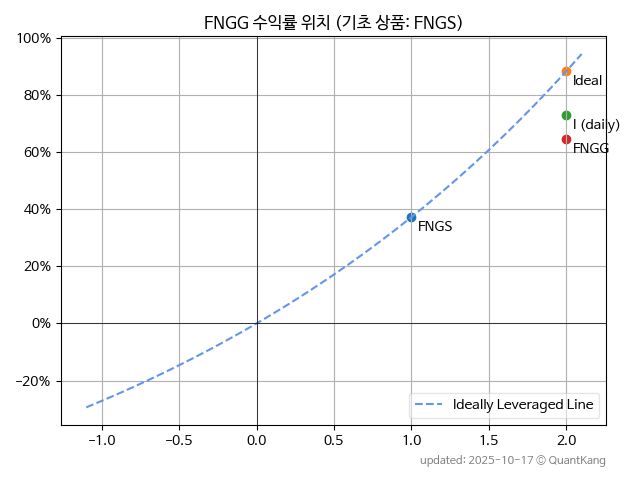 FNGG 수익률 위치 (기초 상품: FNGS)
100%
80%
60%
40%
20%
0%
−20%
Ideal
I (daily)
FNGG
FNGS
Ideally Leveraged Line
−1.0 −0.5 0.0 0.5 1.0 1.5 2.0
updated: 2025-10-17 © QuantKang